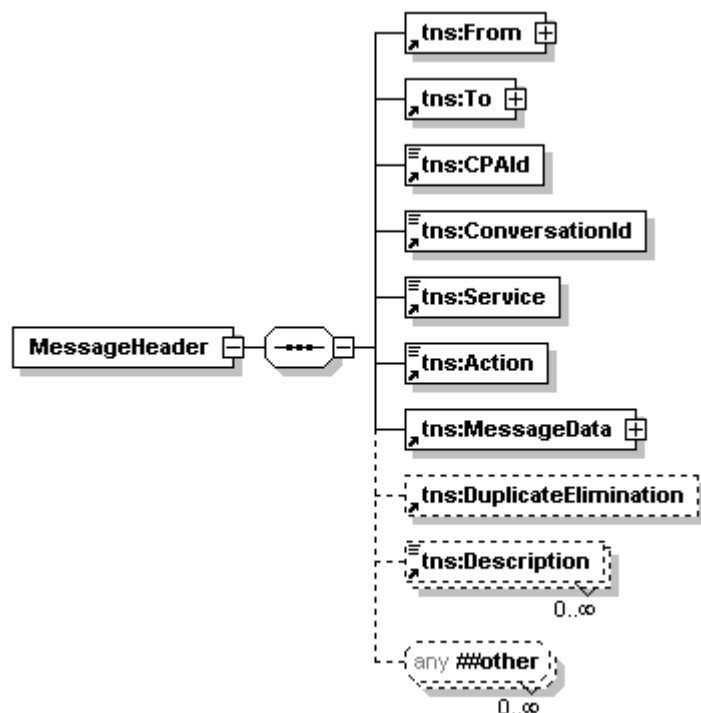 tns:From
tns:To
tns:CPAId
tns:ConversationId
tns:Service
MessageHeader
tns:Action
tns:MessageData
tns:DuplicateElimination
tns:Description
0..∞
any ##other
0..∞